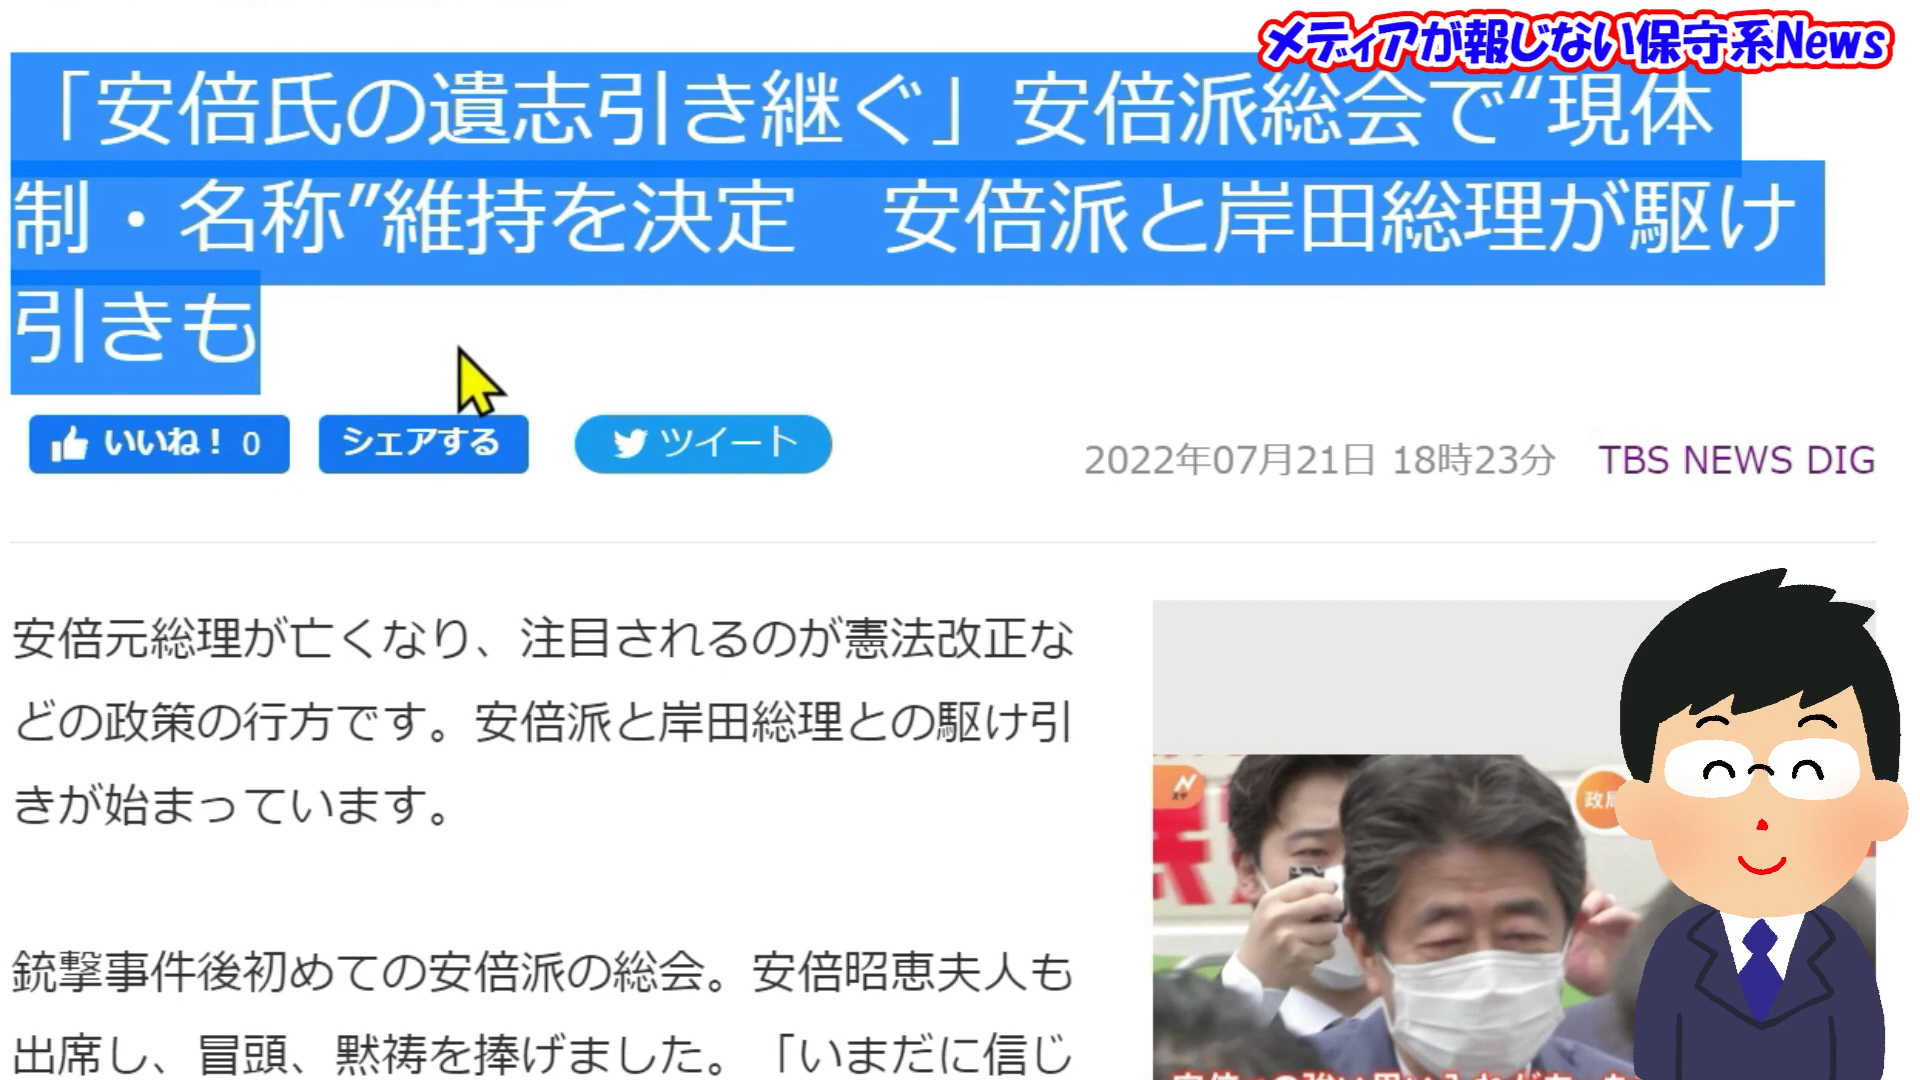 メディアが報じない保守系News
「安倍氏の遺志引き継ぐ」安倍派総会で“現体
制・名称”維持を決定　安倍派と岸田総理が駆け
引きも
いいね！ 0
シェアする
ツイート
2022年07月21日 18時23分
TBS NEWS DIG
安倍元総理が亡くなり、注目されるのが憲法改正な
どの政策の行方です。安倍派と岸田総理との駆け引
きが始まっています。
銃撃事件後初めての安倍派の総会。安倍昭恵夫人も
出席し、冒頭、黙祷を捧げました。「いまだに信じ